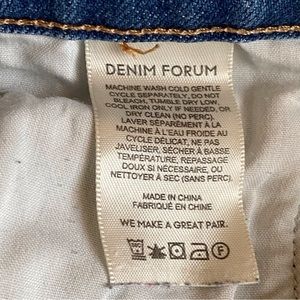 DENIM FORUM
MACHINE WASH COLD GENTLE
CYCLE SEPARATELY, DO NOT
BLEACH, TUMBLE DRY LOW,
COOL IRON ONLY IF NEEDED, OR
DRY CLEAN (NO PERC).
LAVER SÉPARÉMENT À LA
MACHINE À L'EAU FROIDE AU
CYCLE DÉLICAT, NE PAS
JAVELISER, SÉCHER À BASSE
TEMPÉRATURE, REPASSAGE
DOUX SI NÉCESSAIRE, OU
NETTOYER À SEC (SANS PERC).
MADE IN CHINA
FABRIQUÉ EN CHINE
WE MAKE A GREAT PAIR.